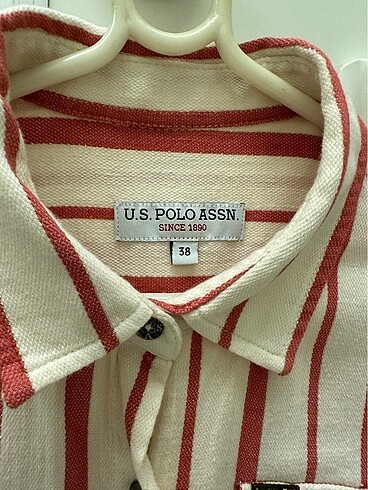 U.S. POLO ASSN.
SINCE 1890
38